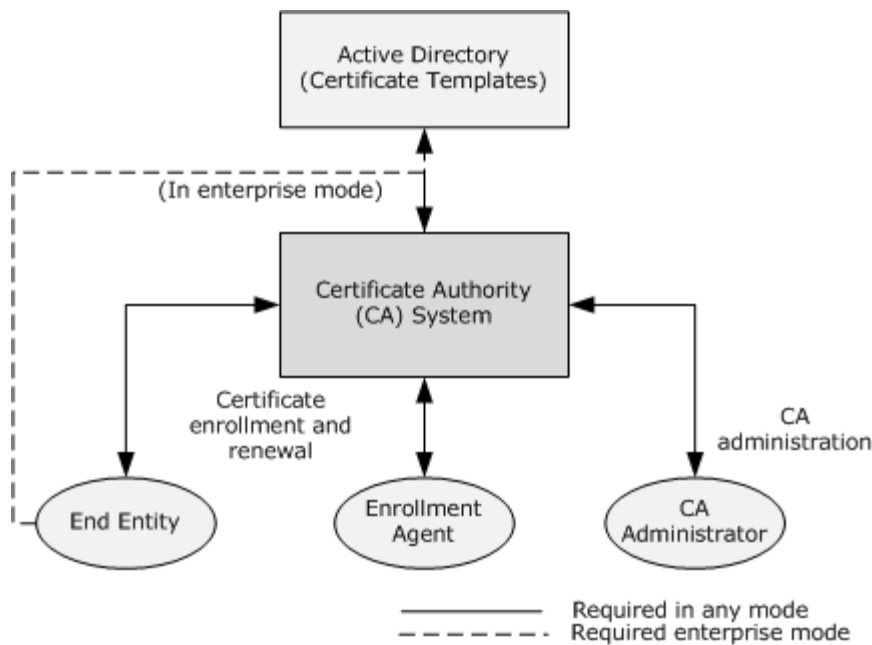 Active Directory
(Certificate Templates)
(In enterprise mode)
Certificate Authority
(CA) System
Certificate
enrollment and
renewal
CA
administration
End Entity
Enrollment
Agent
CA
Administrator
Required in any mode
Required enterprise mode